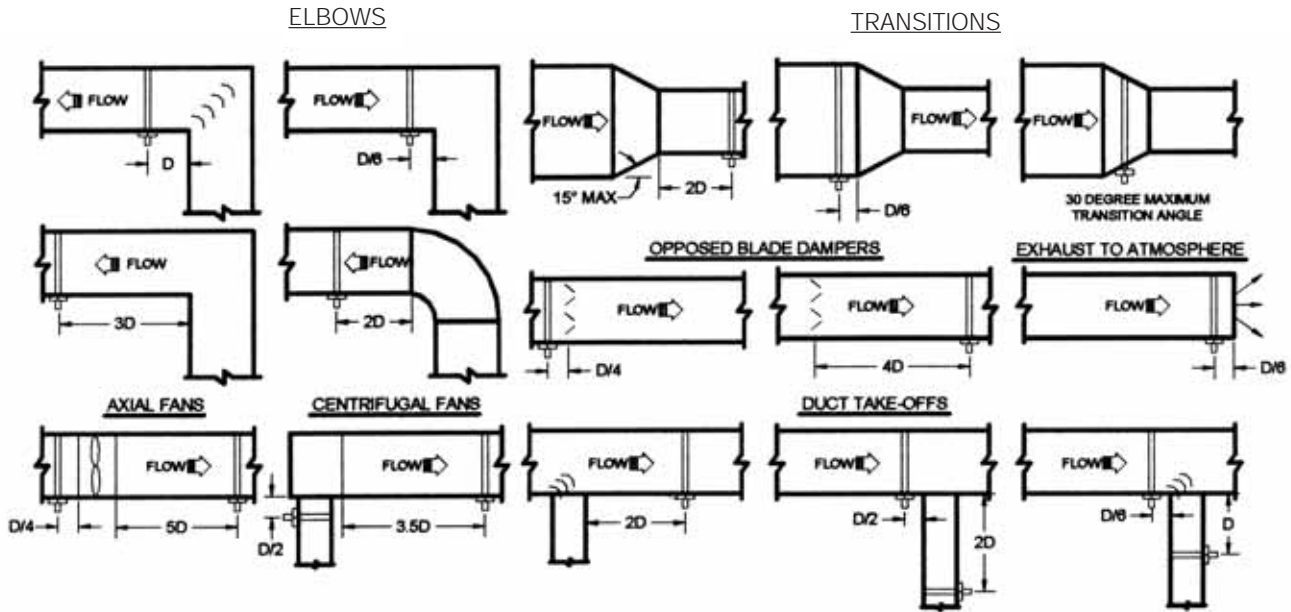 ELBOWS
TRANSITIONS
FLOW
D
FLOW
D/6
FLOW
15° MAX
2D
FLOW
D/6
FLOW
30 DEGREE MAXIMUM
TRANSITION ANGLE
FLOW
3D
FLOW
2D
OPPOSED BLADE DAMPERS
FLOW
D/4
FLOW
4D
EXHAUST TO ATMOSPHERE
FLOW
D/6
AXIAL FANS
FLOW
D/4
5D
CENTRIFUGAL FANS
FLOW
D/2
3.5D
DUCT TAKE-OFFS
FLOW
2D
FLOW
D/2
2D
FLOW
D/6
D